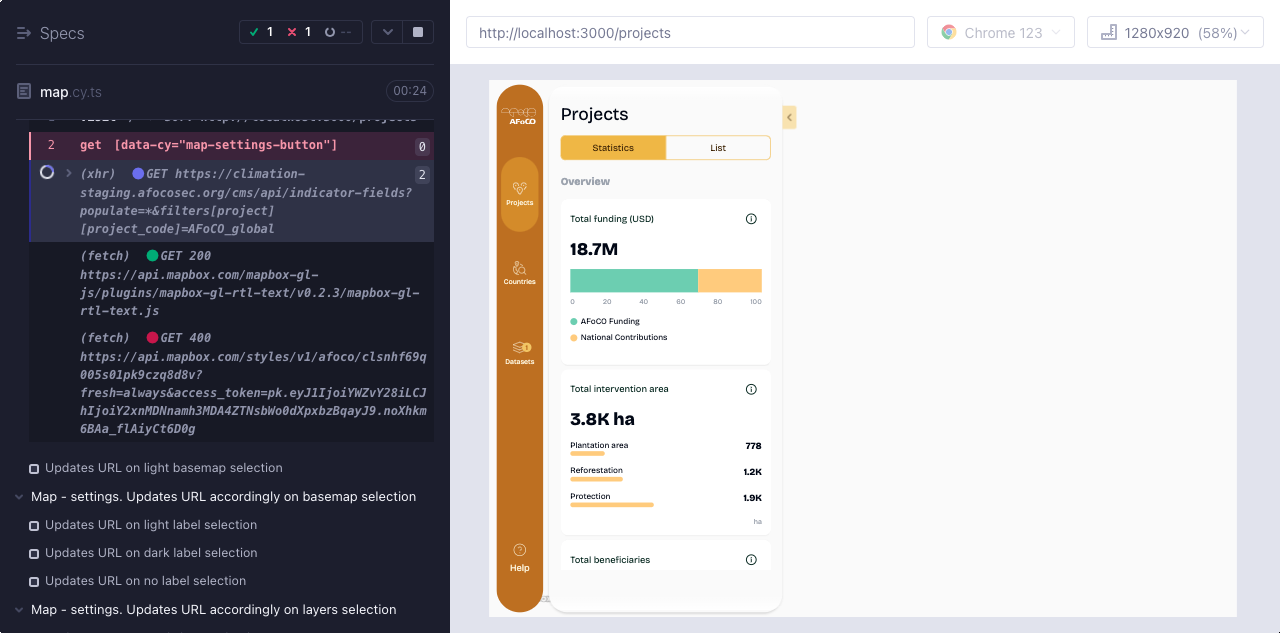 Specs
1
1
--
map.cy.ts
00:24
2 get [data-cy="map-settings-button"] 0
(xhr) GET https://climation-
staging.afocosec.org/cms/api/indicator-fields?
populate=*&filters[project]
[project_code]=AFoCO_global
2
(fetch) GET 200
https://api.mapbox.com/mapbox-gl-
js/plugins/mapbox-gl-rtl-text/v0.2.3/mapbox-gl-
rtl-text.js
(fetch) GET 400
https://api.mapbox.com/styles/v1/afoco/clsnhf69q
005s01pk9czq8d8v?
fresh=always&access_token=pk.eyJ1IjoiYWZvY28iLCJ
hIjoiY2xnMDNnamh3MDA4ZTNsbWo0dXpxbzBqayJ9.noXhkm
6BAa_flAiyCt6D0g
Updates URL on light basemap selection
Map - settings. Updates URL accordingly on basemap selection
Updates URL on light label selection
Updates URL on dark label selection
Updates URL on no label selection
Map - settings. Updates URL accordingly on layers selection
http://localhost:3000/projects
Chrome 123
1280x920 (58%)
AFoCO
Projects
Countries
1
Datasets
Help
Projects
Statistics
List
Overview
Total funding (USD)
18.7M
0 20 40 60 80 100
AFoCO Funding
National Contributions
Total intervention area
3.8K ha
Plantation area 778
Reforestation 1.2K
Protection 1.9K
ha
Total beneficiaries